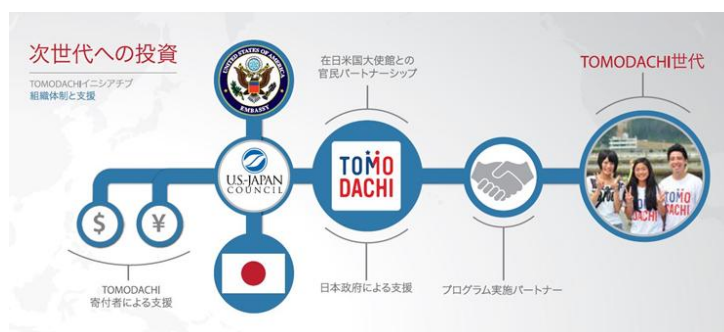 次世代への投資
TOMODACHIイニシアチブ
組織体制と支援
UNITED STATES OF AMERICA
EMBASSY
在日米国大使館との
官民パートナーシップ
TOMODACHI世代
U.S-JAPAN
COUNCIL
TOMO
DACHI
$
¥
TOMO
DACHI
TOMO
DACHI
TOMODACHI
寄付者による支援
日本政府による支援
プログラム実施パートナー